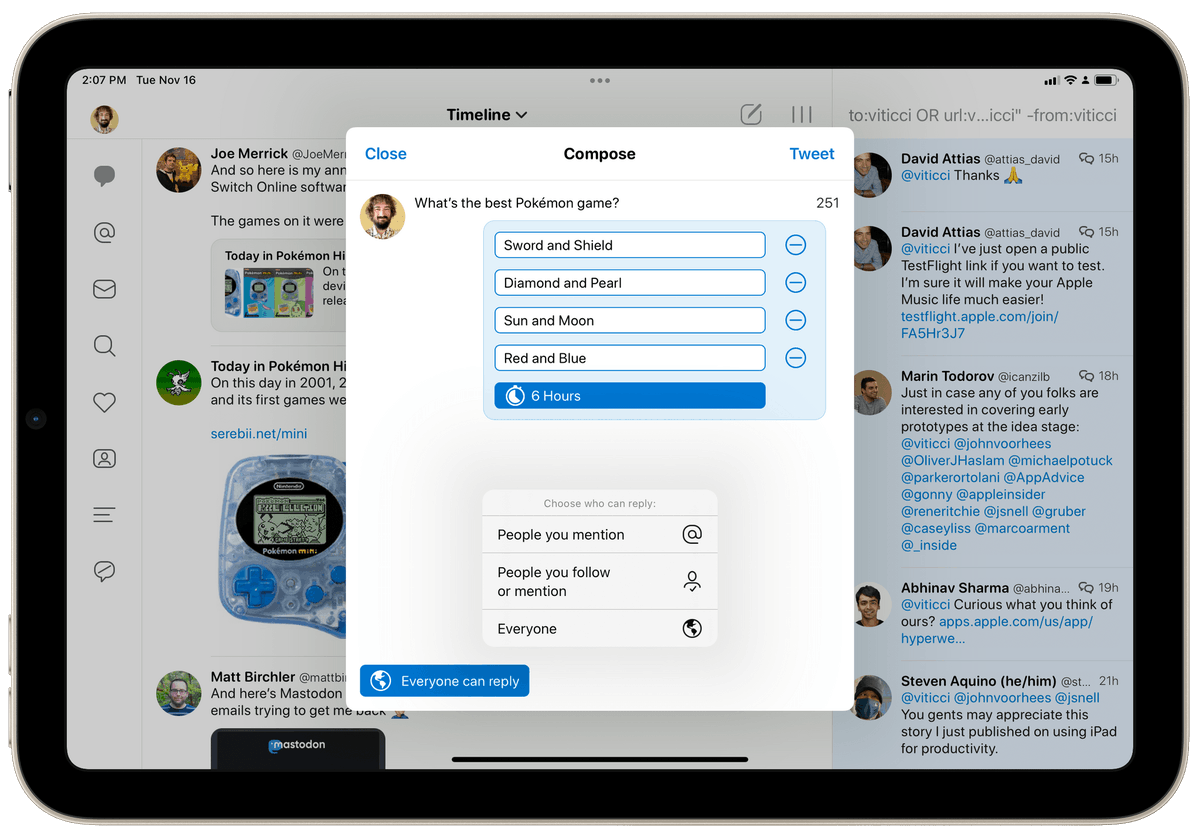 2:07 PM Tue Nov 16
Timeline
to:viticci OR url:v...icci" -from:viticci
Joe Merrick @JoeMerr
And so here is my ann
Switch Online softwar
The games on it were
Today in Pokémon Hi
On t
devi
relea
Today in Pokémon Hi
On this day in 2001, 2
and its first games we
serebii.net/mini
Nintendo
Pokémon mini
Matt Birchler @mattbir
And here's Mastodon
emails trying to get me back
mastodon
Close
Compose
Tweet
What's the best Pokémon game?
251
Sword and Shield
Diamond and Pearl
Sun and Moon
Red and Blue
6 Hours
Choose who can reply:
People you mention
People you follow
or mention
Everyone
Everyone can reply
David Attias @attias_david 15h
@viticci Thanks 🙏
David Attias @attias_david 15h
@viticci I've just open a public
TestFlight link if you want to test.
I'm sure it will make your Apple
Music life much easier!
testflight.apple.com/join/
FA5Hr3J7
Marin Todorov @icanzilb 18h
Just in case any of you folks are
interested in covering early
prototypes at the idea stage:
@viticci @johnvoorhees
@OliverJHaslam @michaelpotuck
@parkerortolani @AppAdvice
@gonny @appleinsider
@reneritchie @jsnell @gruber
@caseyliss @marcoarment
@_inside
Abhinav Sharma @abhina... 19h
@viticci Curious what you think of
ours? apps.apple.com/us/app/
hyperwe...
Steven Aquino (he/him) @st... 21h
@viticci @johnvoorhees @jsnell
You gents may appreciate this
story I just published on using iPad
for productivity.